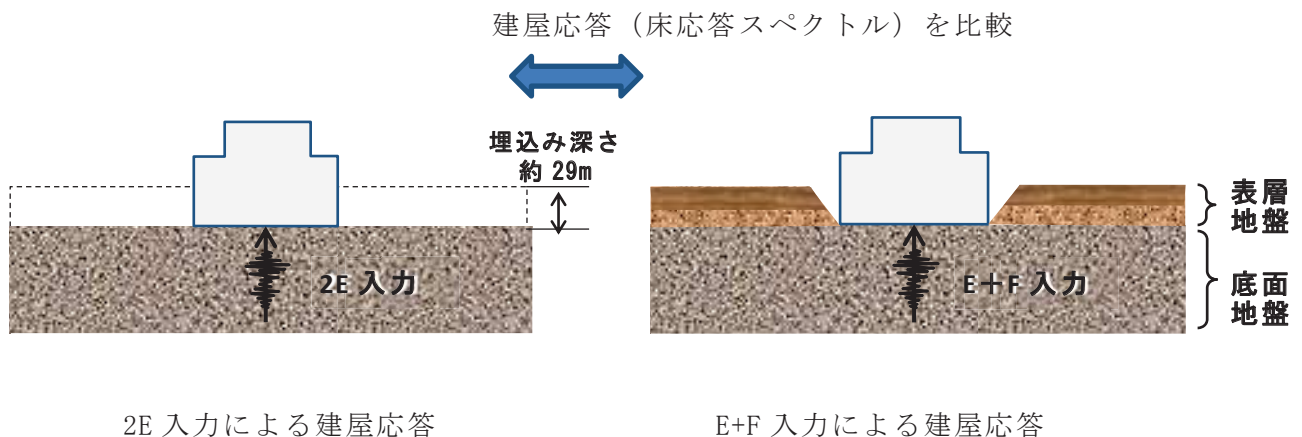 建屋応答（床応答スペクトル）を比較
埋込み深さ
約 29m
2E 入力
E＋F 入力
表層
地盤
底面
地盤
2E 入力による建屋応答
E+F 入力による建屋応答